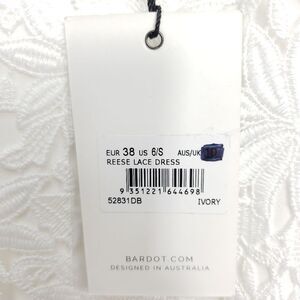 EUR 38 US 6/S AUS/UK
REESE LACE DRESS
9 351221 644698
52831DB IVORY
BARDOT.COM
DESIGNED IN AUSTRALIA